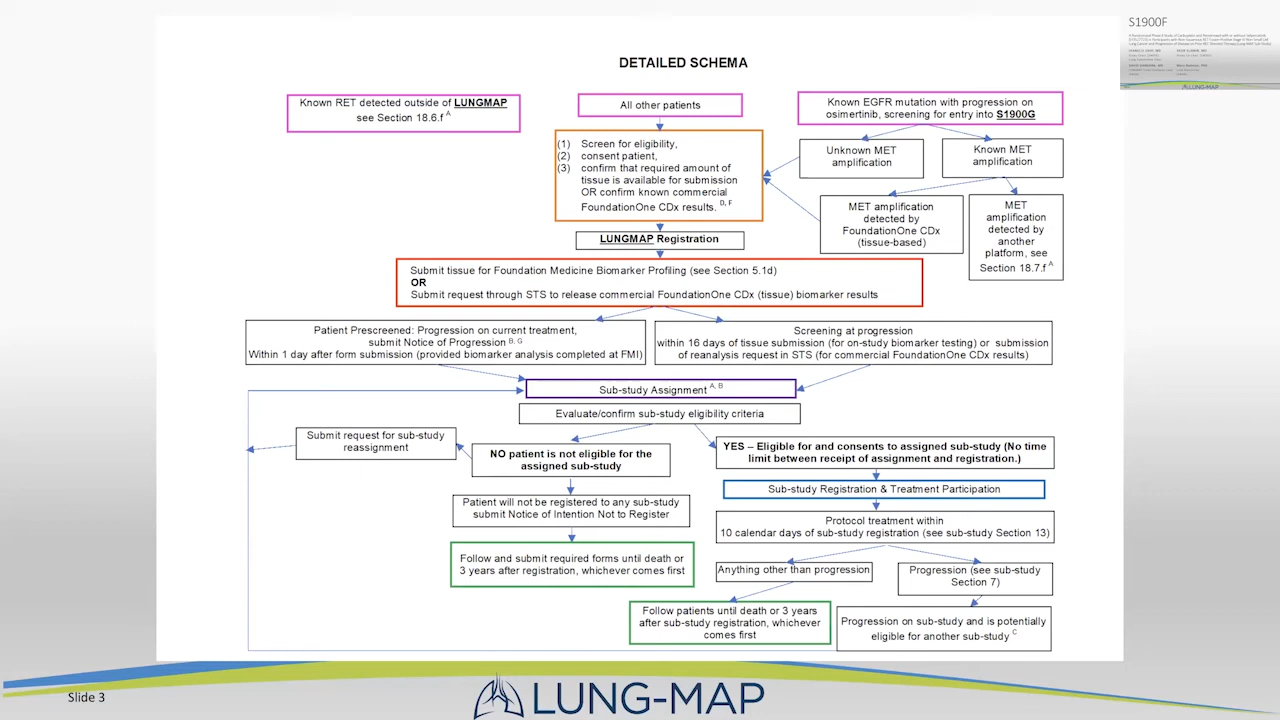 DETAILED SCHEMA
Known RET detected outside of LUNGMAP
see Section 18.6.f A
All other patients
Known EGFR mutation with progression on
osimertinib, screening for entry into S1900G
(1) Screen for eligibility,
(2) consent patient,
(3) confirm that required amount of
tissue is available for submission
OR confirm known commercial
FoundationOne CDx results. D, F
Unknown MET
amplification
Known MET
amplification
MET amplification
detected by
FoundationOne CDx
(tissue-based)
MET
amplification
detected by
another
platform, see
Section 18.7.f A
LUNGMAP Registration
Submit tissue for Foundation Medicine Biomarker Profiling (see Section 5.1d)
OR
Submit request through STS to release commercial FoundationOne CDx (tissue) biomarker results
Patient Prescreened: Progression on current treatment,
submit Notice of Progression B, G
Within 1 day after form submission (provided biomarker analysis completed at FMI)
Screening at progression
within 16 days of tissue submission (for on-study biomarker testing) or submission
of reanalysis request in STS (for commercial FoundationOne CDx results)
Sub-study Assignment A, B
Evaluate/confirm sub-study eligibility criteria
Submit request for sub-study
reassignment
NO patient is not eligible for the
assigned sub-study
YES – Eligible for and consents to assigned sub-study (No time
limit between receipt of assignment and registration.)
Patient will not be registered to any sub-study
submit Notice of Intention Not to Register
Sub-study Registration & Treatment Participation
Protocol treatment within
10 calendar days of sub-study registration (see sub-study Section 13)
Follow and submit required forms until death or
3 years after registration, whichever comes first
Anything other than progression
Progression (see sub-study
Section 7)
Follow patients until death or 3 years
after sub-study registration, whichever
comes first
Progression on sub-study and is potentially
eligible for another sub-study C
Slide 3
LUNG-MAP
S1900F
LUNG-MAP